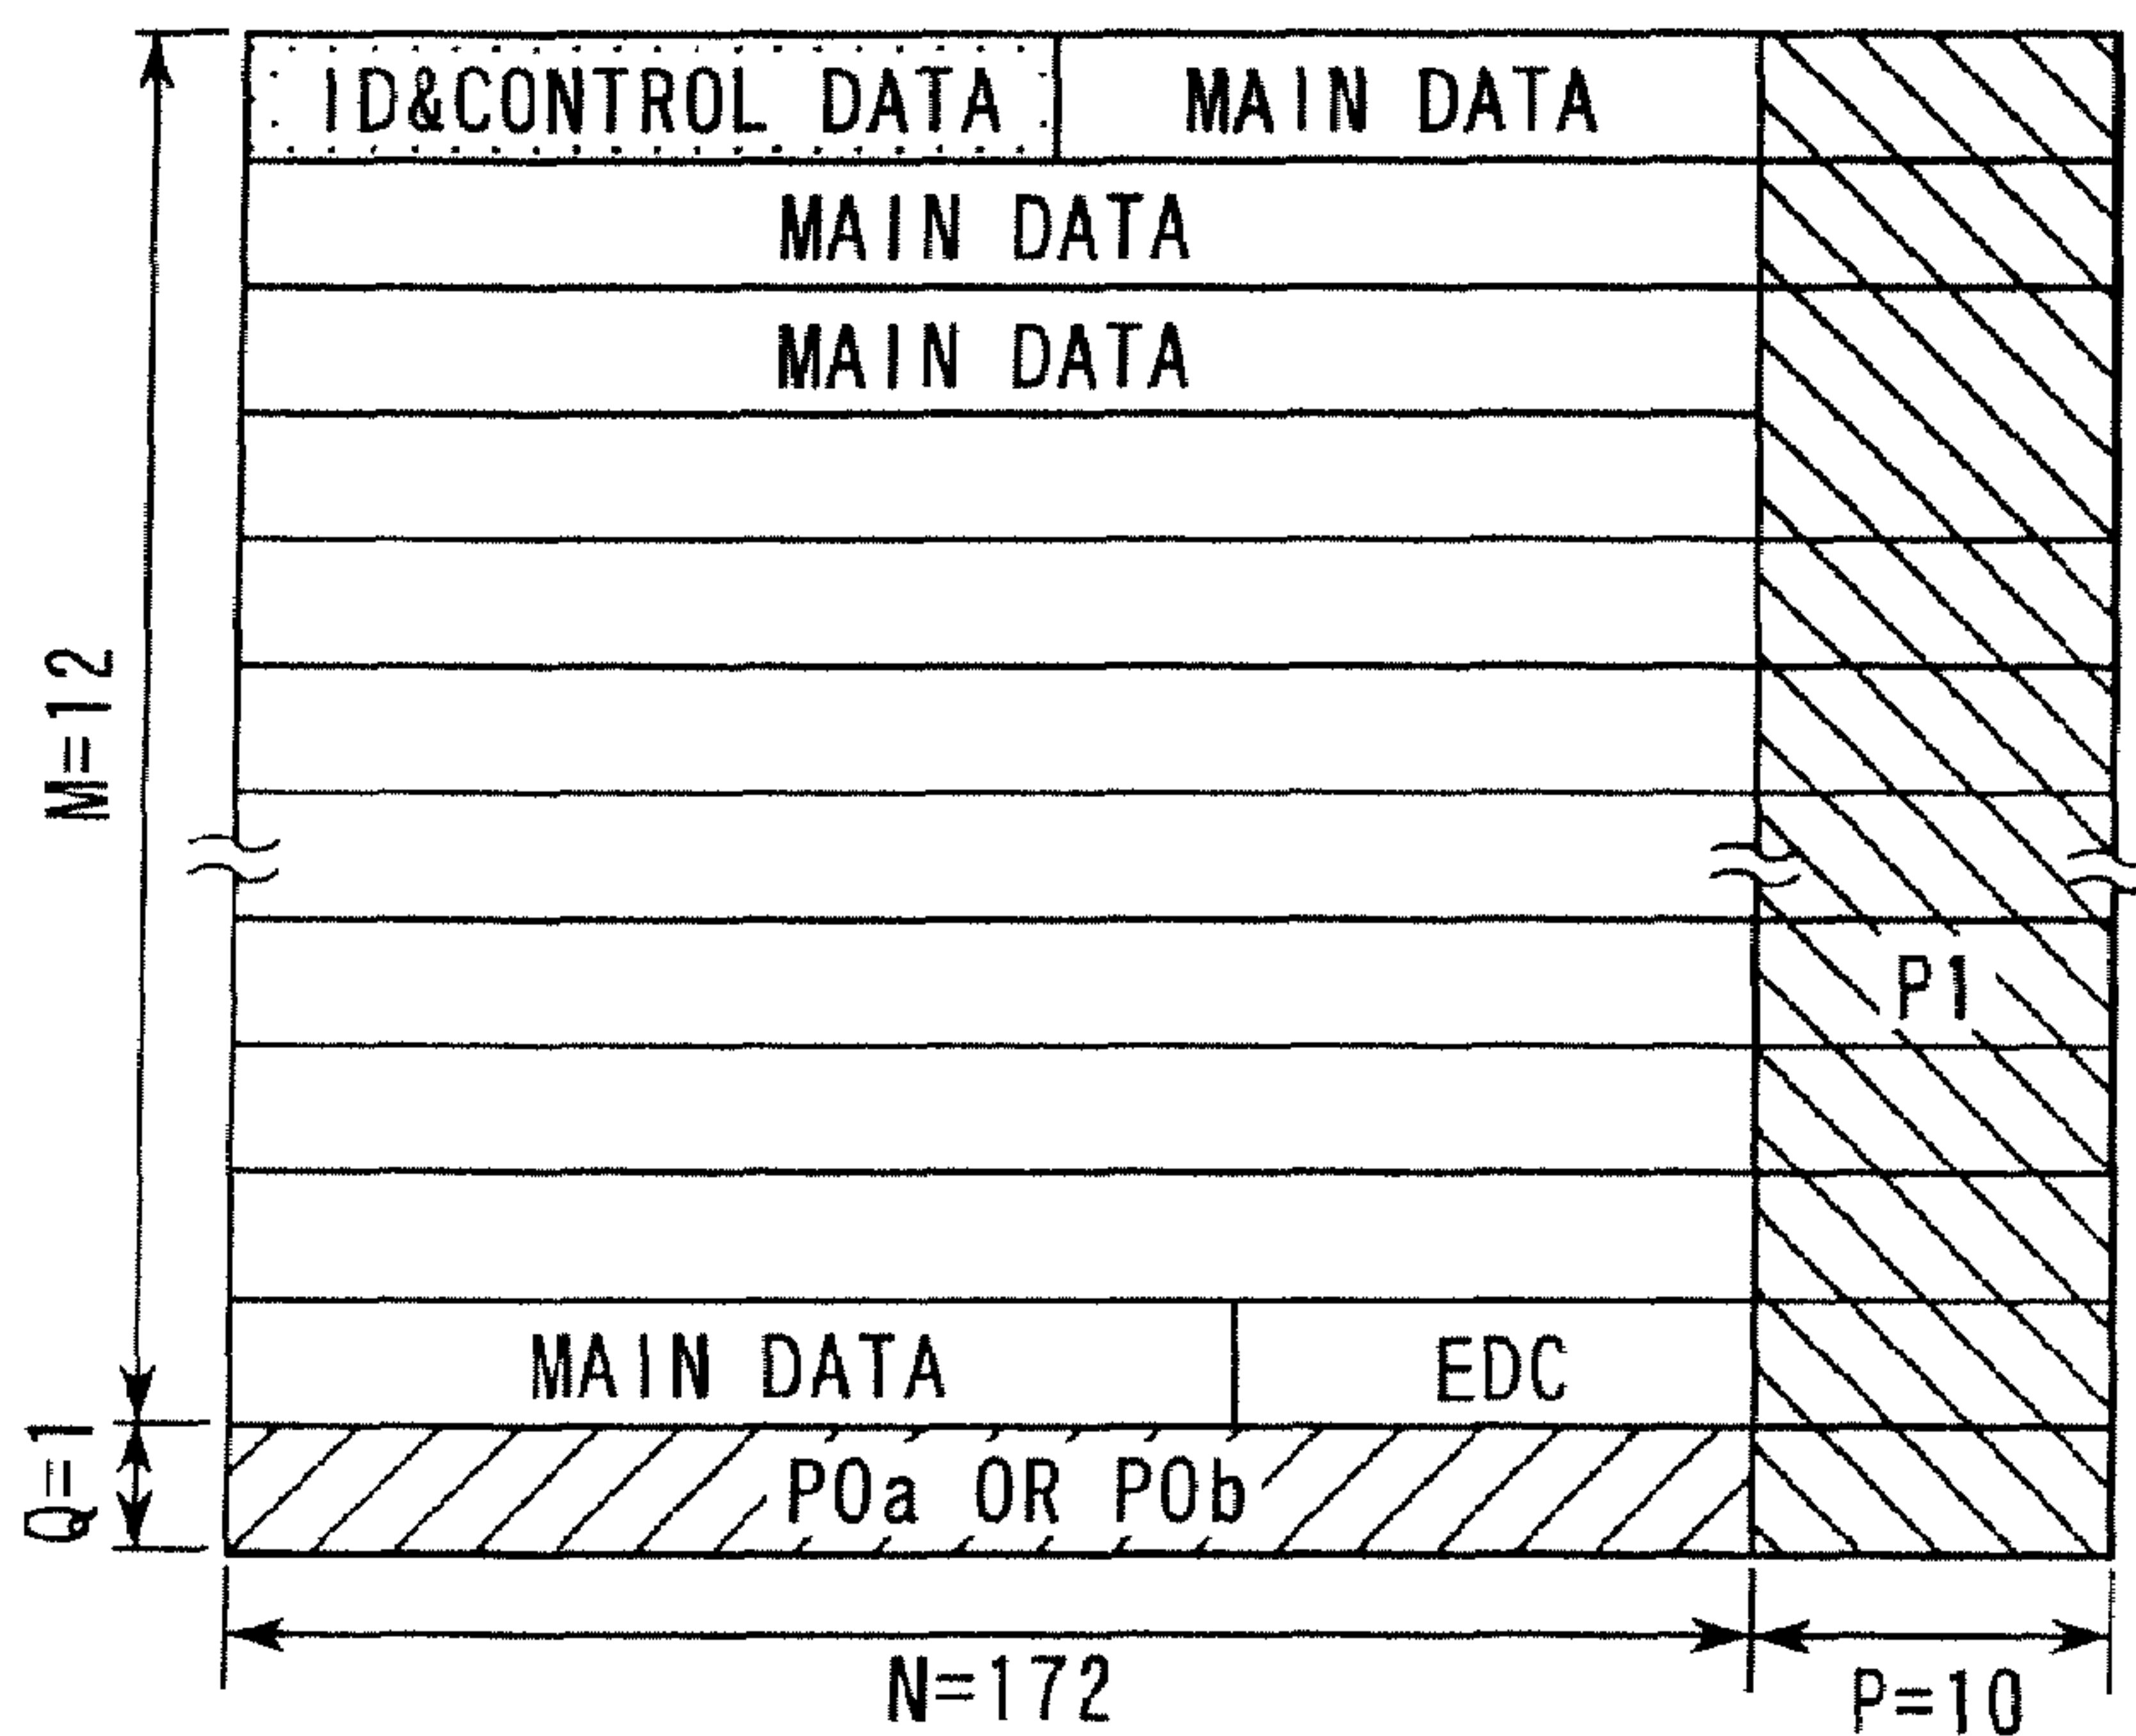 ID&CONTROL DATA MAIN DATA
MAIN DATA
MAIN DATA
M=12
P1
MAIN DATA EDC
Q=1
POa OR POb
N=172
P=10